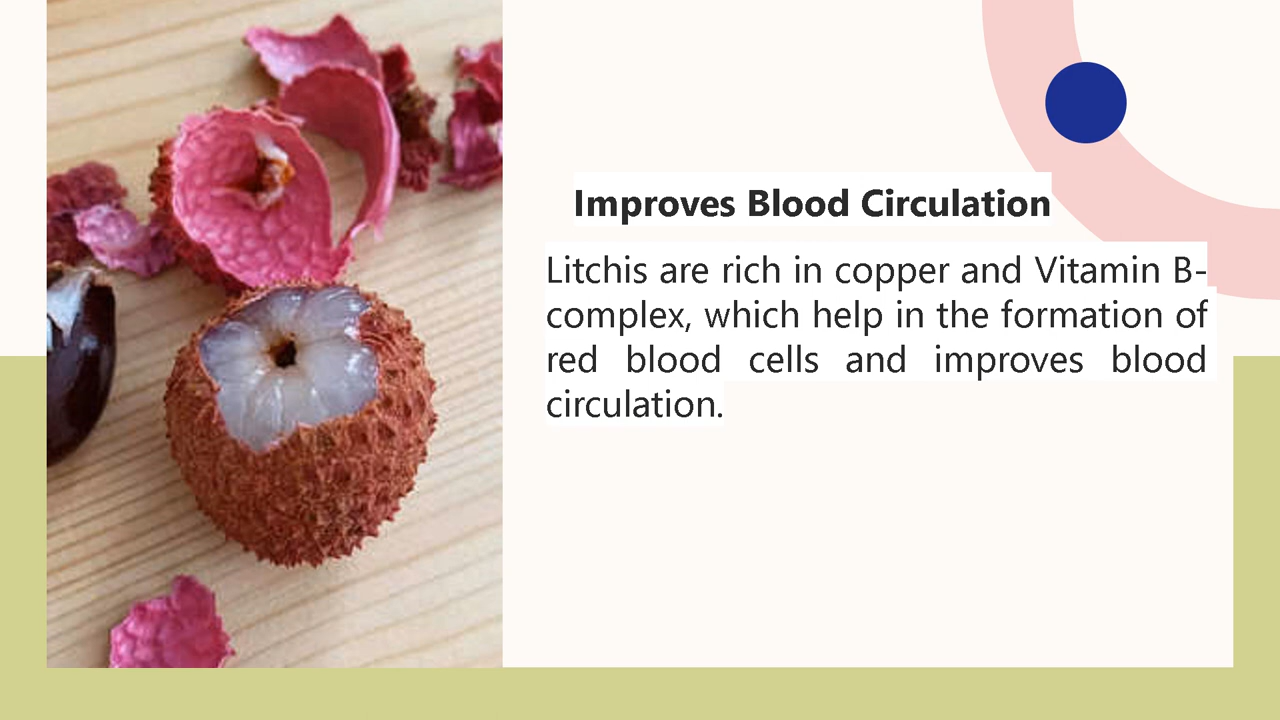 Improves Blood Circulation
Litchis are rich in copper and Vitamin B-
complex, which help in the formation of
red blood cells and improves blood
circulation.